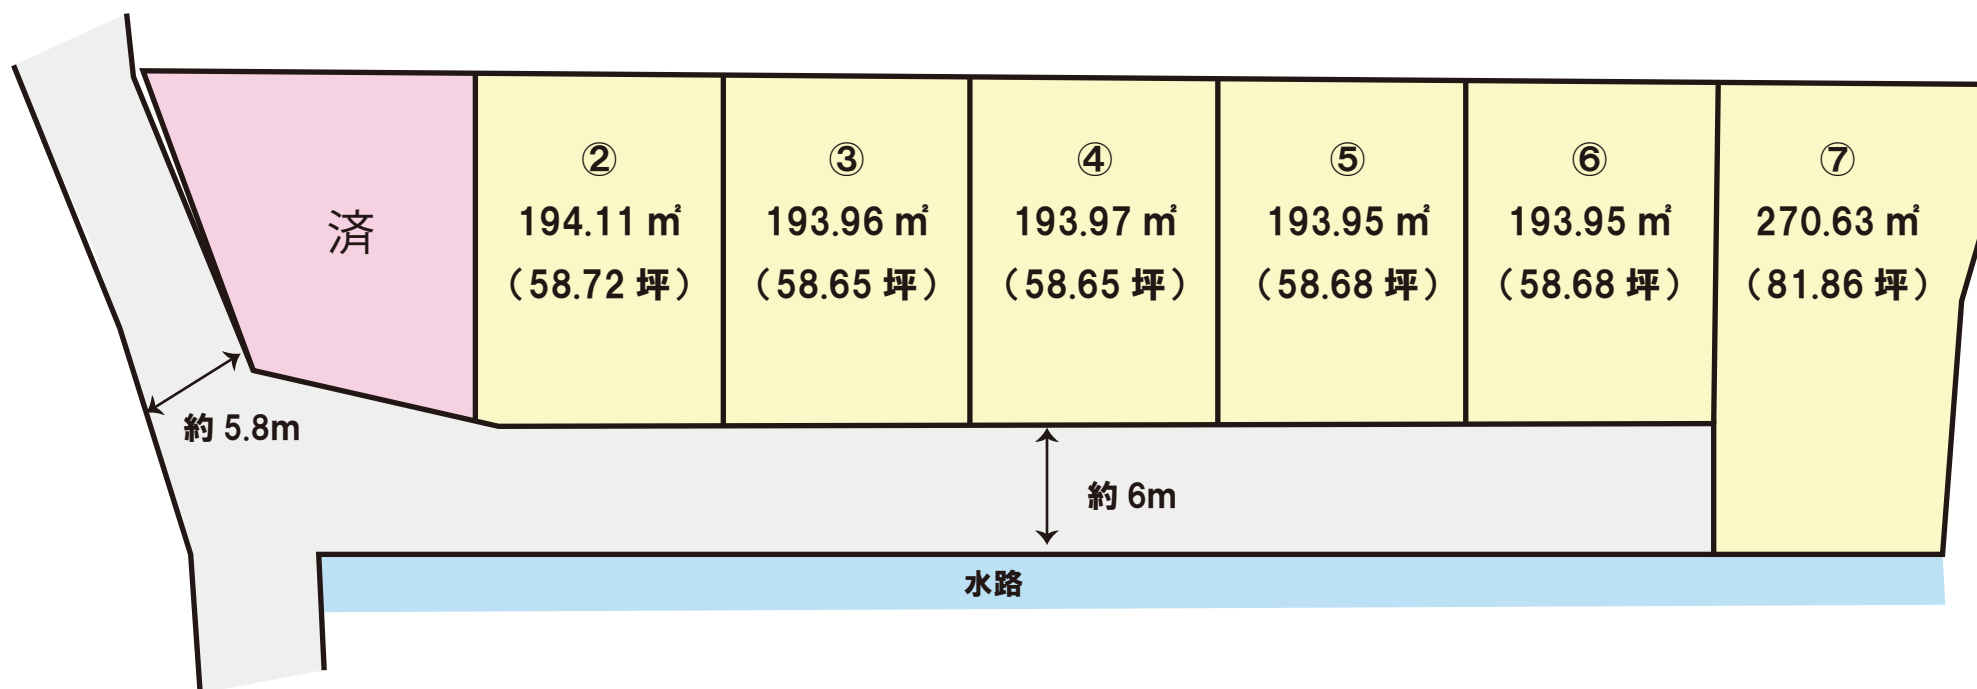 済
②
194.11 ㎡
（58.72 坪）
③
193.96 ㎡
（58.65 坪）
④
193.97 ㎡
（58.65 坪）
⑤
193.95 ㎡
（58.68 坪）
⑥
193.95 ㎡
（58.68 坪）
⑦
270.63 ㎡
（81.86 坪）
約 5.8m
約 6m
水路